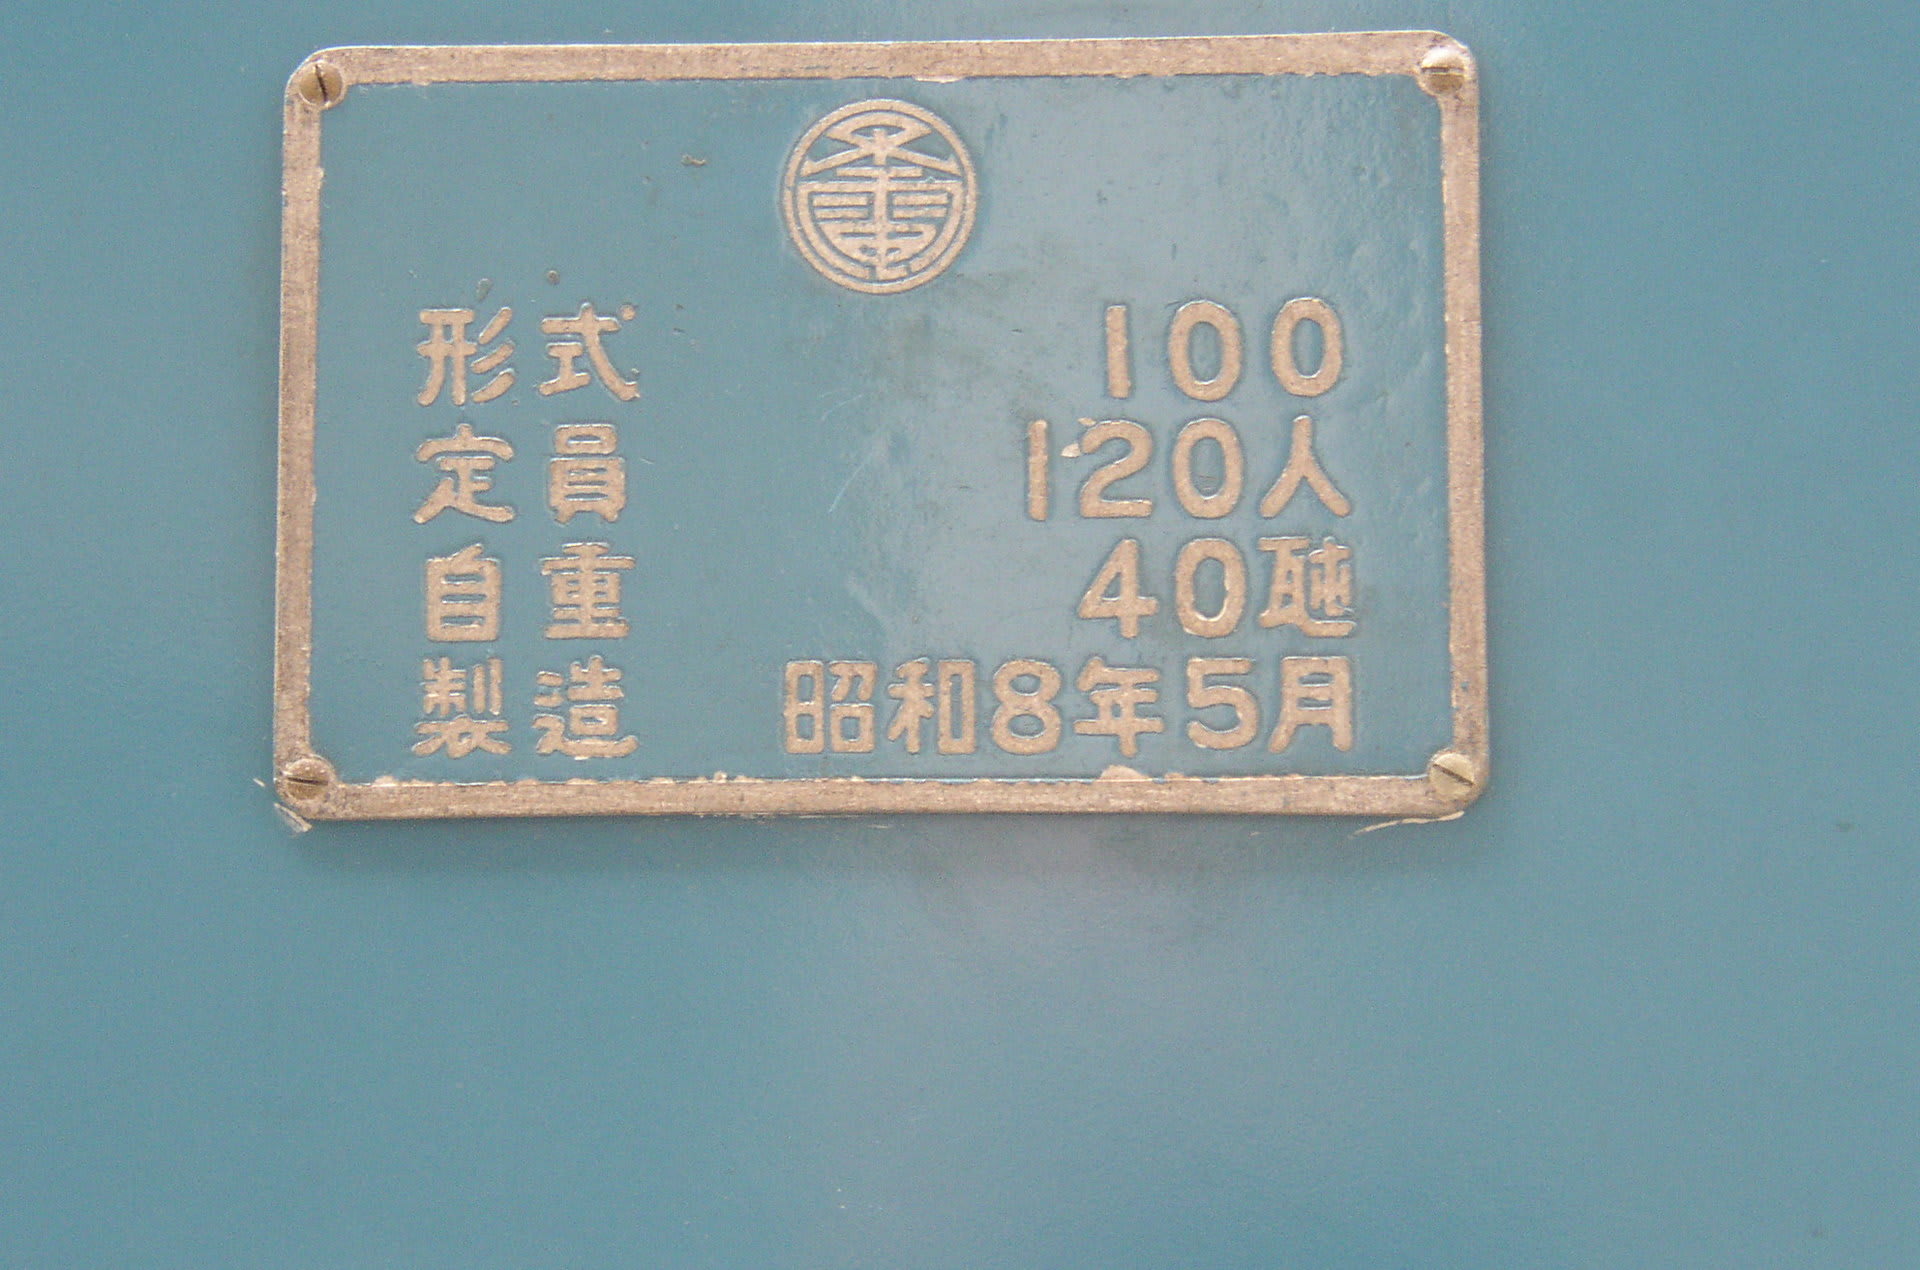 形式 100
定員 120人
自重 40瓲
製造 昭和8年5月